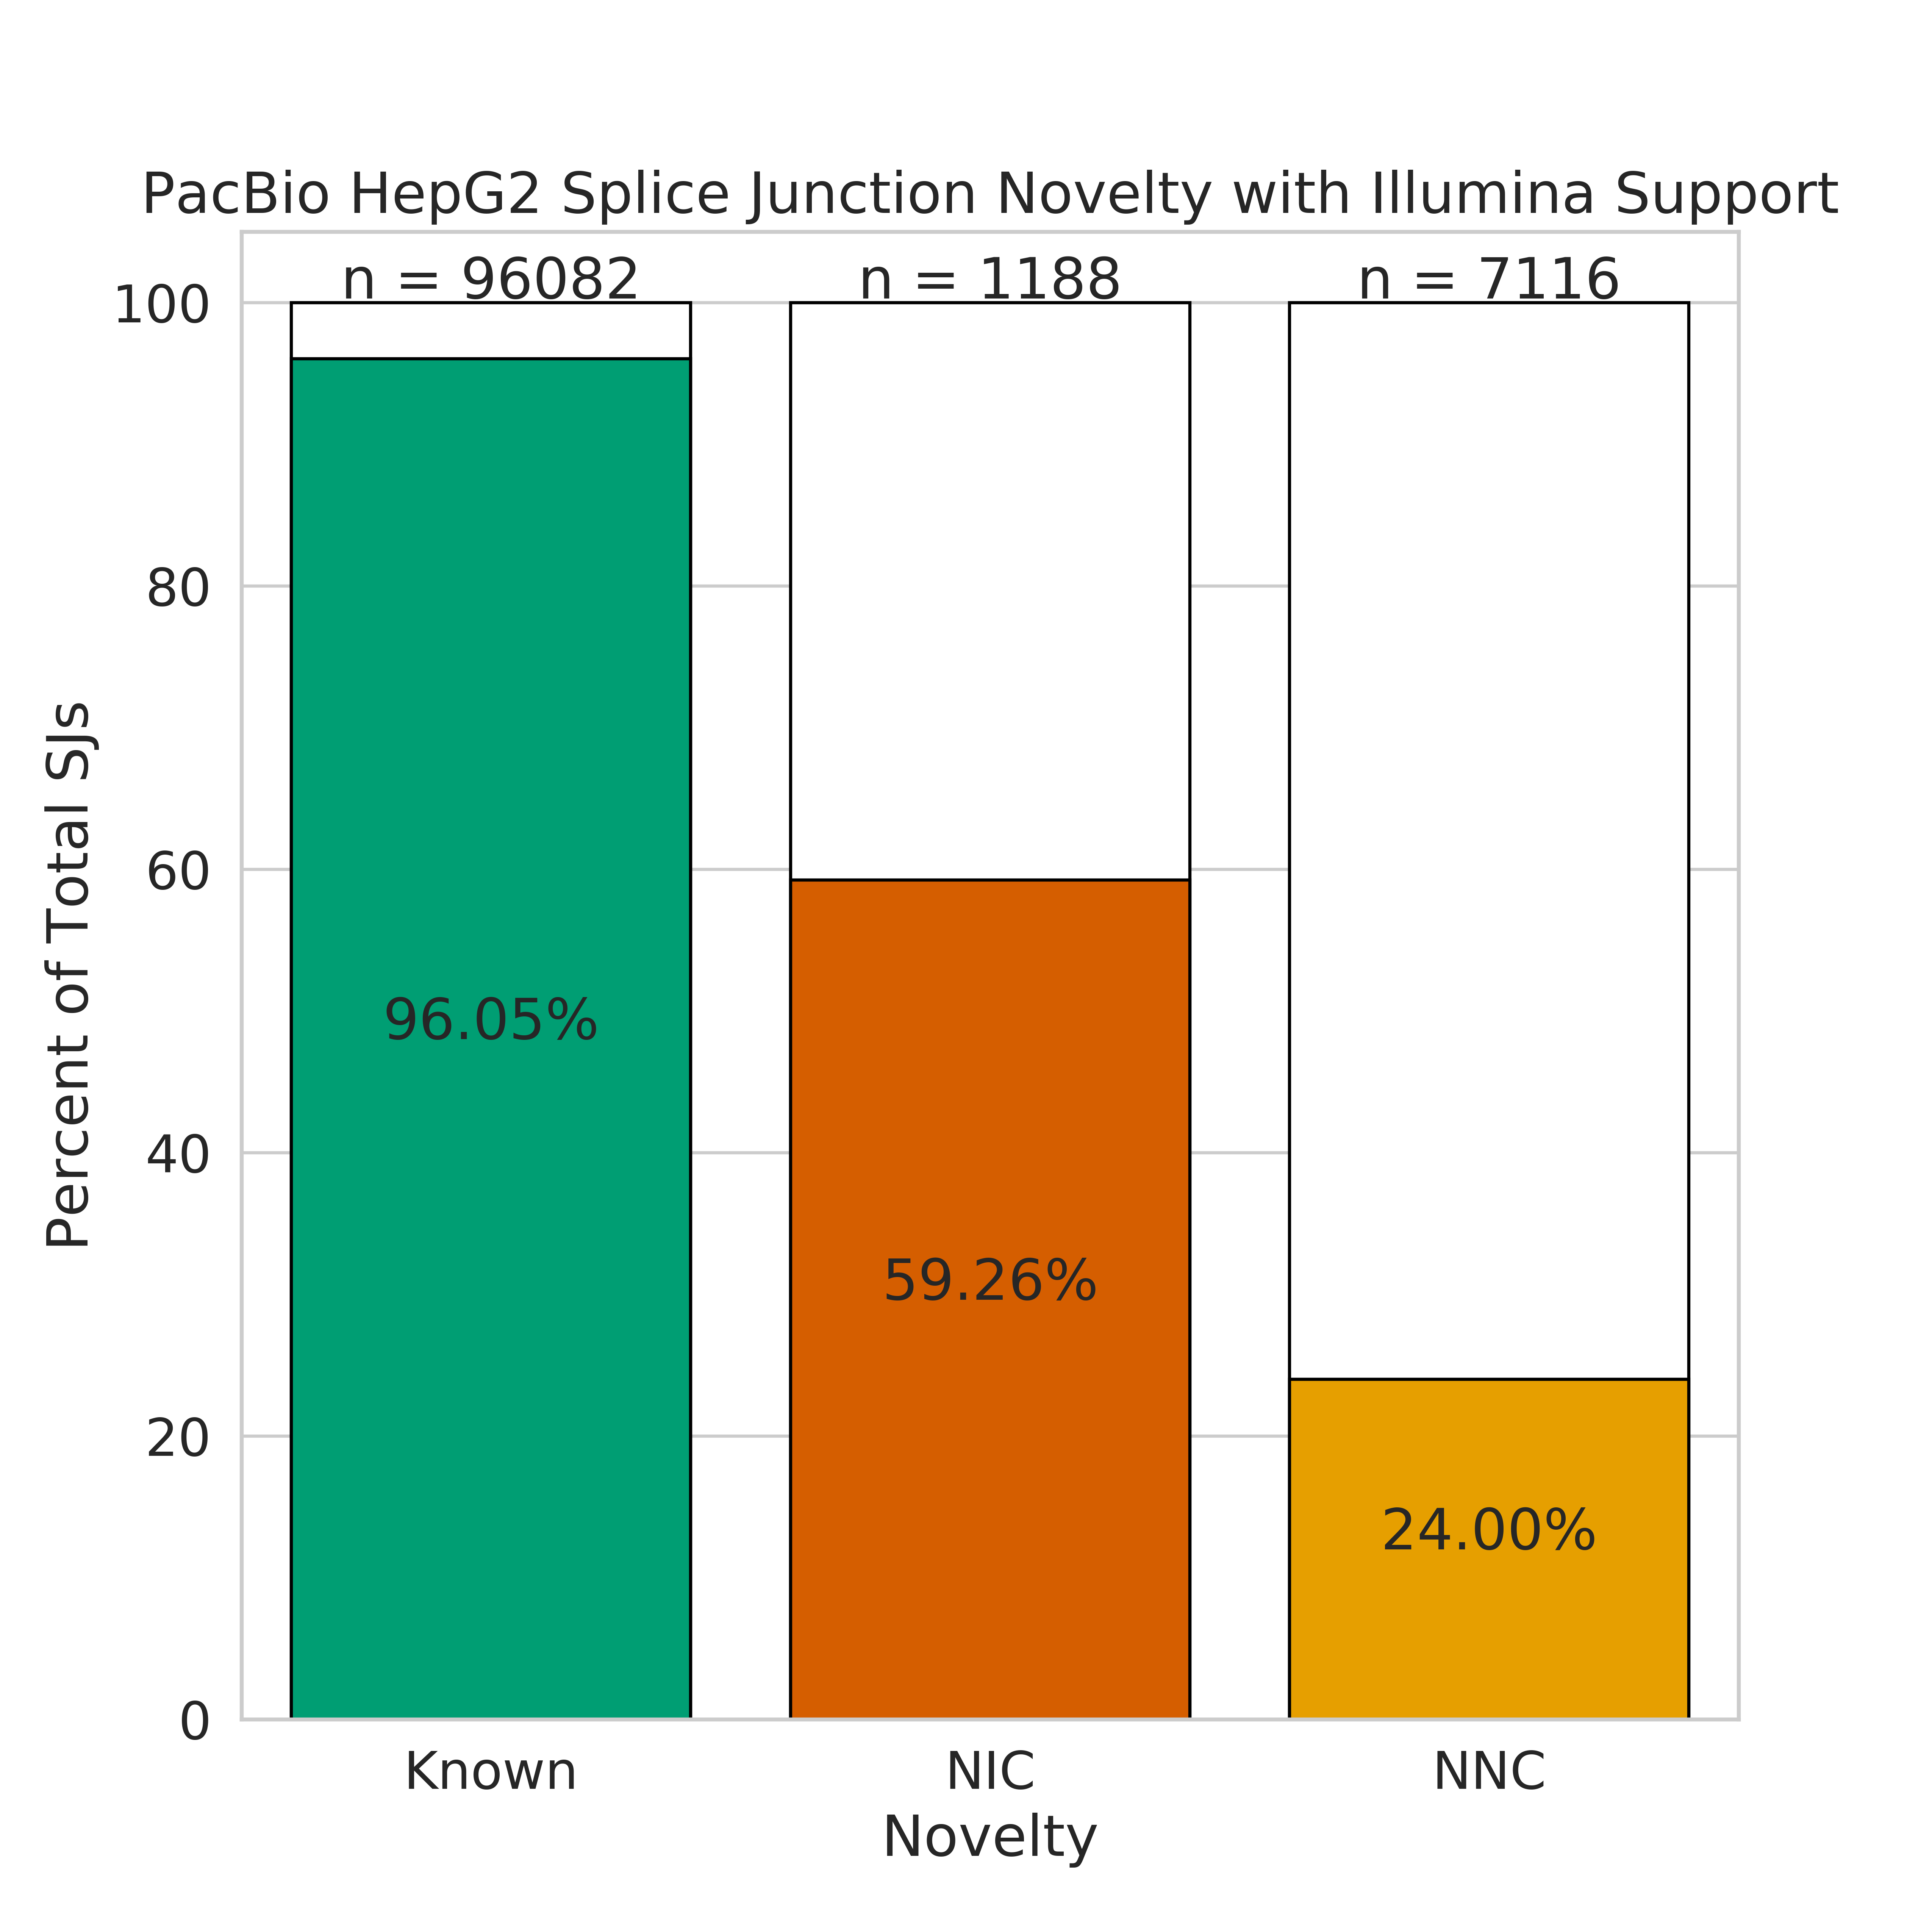 PacBio HepG2 Splice Junction Novelty with Illumina Support
n = 96082
n = 1188
n = 7116
100
80
60
40
20
0
Percent of Total SJs
96.05%
59.26%
24.00%
Known
NIC
NNC
Novelty